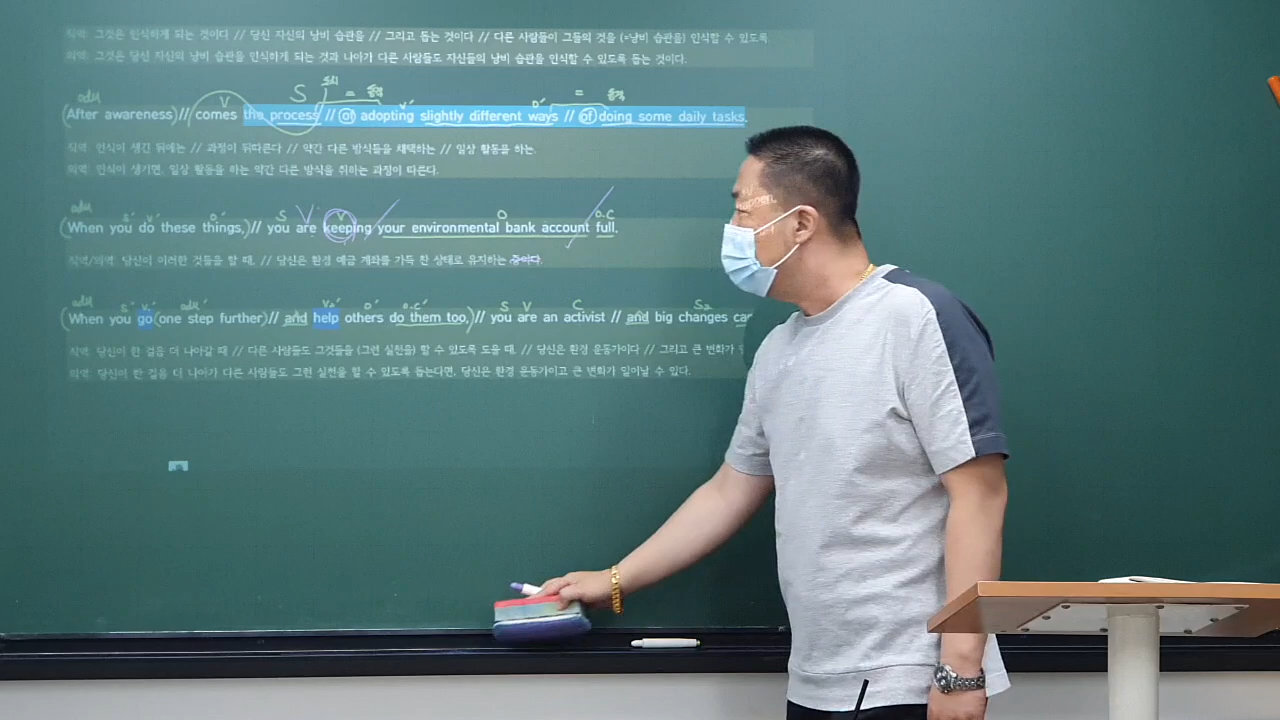 직역: 그것은 인식하게 되는 것이다 // 당신 자신의 낭비 습관을 // 그리고 돕는 것이다 // 다른 사람들이 그들의 것을 (=낭비 습관을) 인식할 수 있도록
의역: 그것은 당신 자신의 낭비 습관을 인식하게 되는 것과 나아가 다른 사람들도 자신들의 낭비 습관을 인식할 수 있도록 돕는 것이다.
adu V S = 동격 V' O' = 동격
(After awareness)// comes the process // of adopting slightly different ways // of doing some daily tasks.
직역: 인식이 생긴 뒤에는 // 과정이 뒤따른다 // 약간 다른 방식들을 채택하는 // 일상 활동을 하는.
의역: 인식이 생기면, 일상 활동을 하는 약간 다른 방식을 취하는 과정이 따른다.
adu S' V' O' S V V O O.C
(When you do these things,)// you are keeping your environmental bank account full.
직역/의역: 당신이 이러한 것들을 할 때, // 당신은 환경 예금 계좌를 가득 찬 상태로 유지하는 중이다.
adu S' V' adu' V2' O' O.C' S V C S2
(When you go (one step further)// and help others do them too,)// you are an activist // and big changes ca
직역: 당신이 한 걸음 더 나아갈 때 // 다른 사람들도 그것들을 (그런 실천을) 할 수 있도록 도울 때, // 당신은 환경 운동가이다 // 그리고 큰 변화가
의역: 당신이 한 걸음 더 나아가 다른 사람들도 그런 실천을 할 수 있도록 돕는다면, 당신은 환경 운동가이고 큰 변화가 일어날 수 있다.